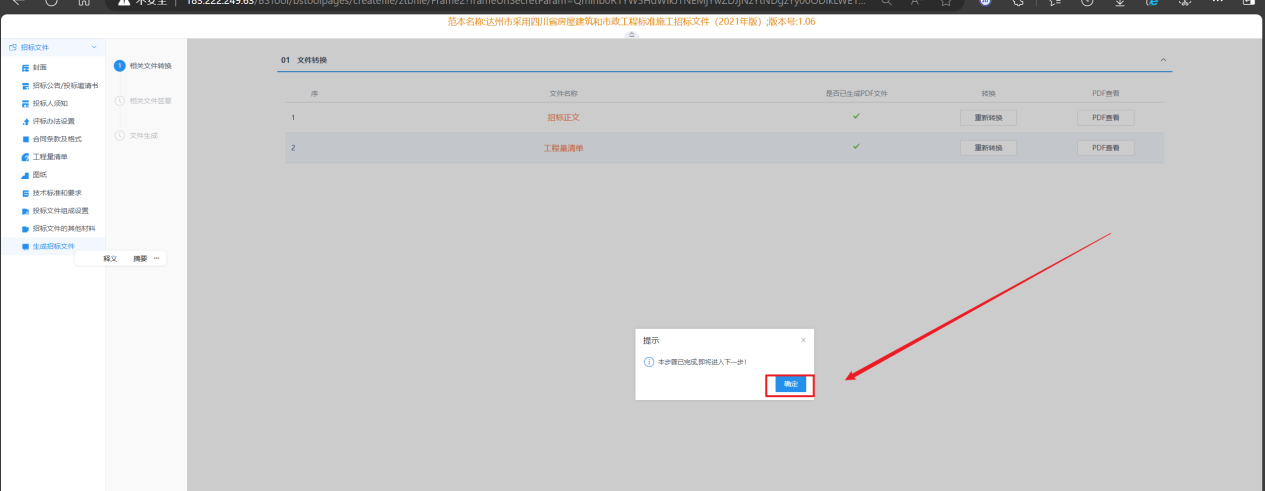 不安全
范本名称:达州市采用四川省房屋建筑和市政工程标准施工招标文件（2021年版）;版本号:1.06
招标文件
封面
招标公告/投标邀请书
投标人须知
评标办法设置
合同条款及格式
工程量清单
图纸
技术标准和要求
投标文件组成设置
招标文件的其他材料
生成招标文件
释义 摘要 ···
1 相关文件转换
相关文件签章
文件生成
01 文件转换
序 文件名称 是否已生成PDF文件 转换 PDF查看
1 招标正文 重新转换 PDF查看
2 工程量清单 重新转换 PDF查看
提示
本步骤已完成,即将进入下一步!
确定